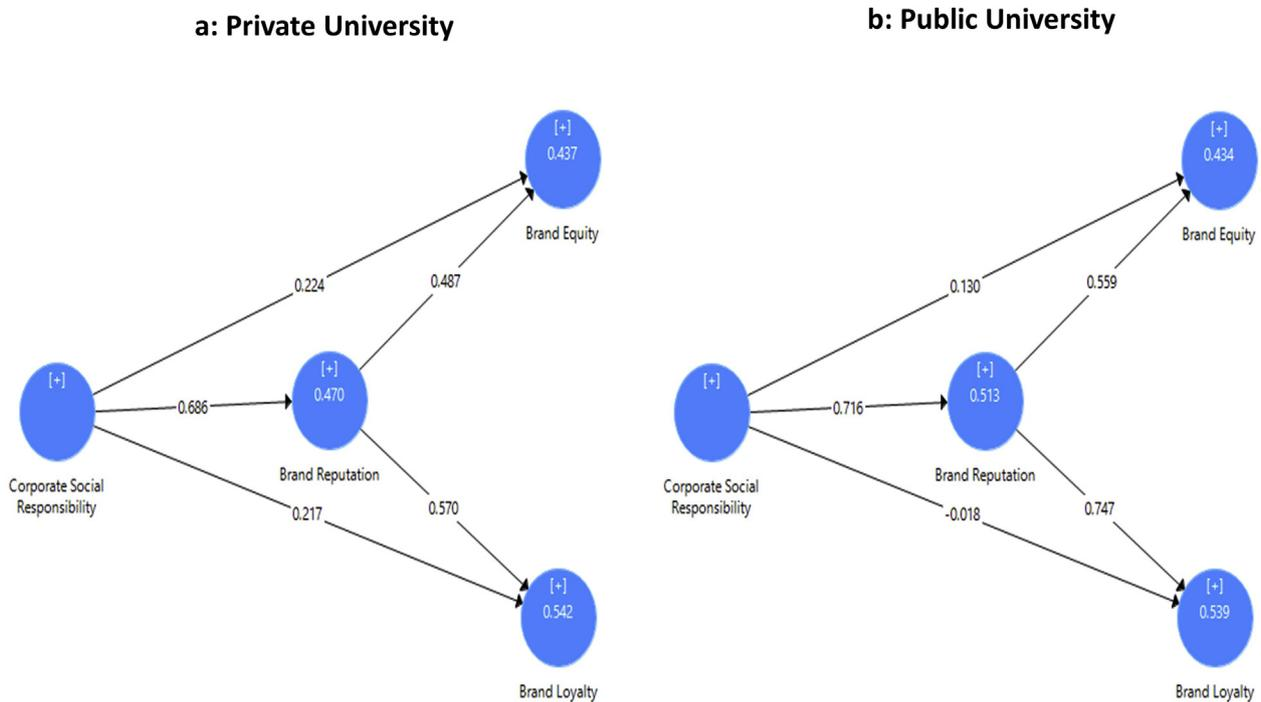 a: Private University
[+]
0.437
Brand Equity
0.224
0.487
[+]
[+]
0.470
0.686
Brand Reputation
Corporate Social
Responsibility
0.217
0.570
[+]
0.542
Brand Loyalty
b: Public University
[+]
0.434
Brand Equity
0.130
0.559
[+]
[+]
0.513
0.716
Brand Reputation
Corporate Social
Responsibility
-0.018
0.747
[+]
0.539
Brand Loyalty